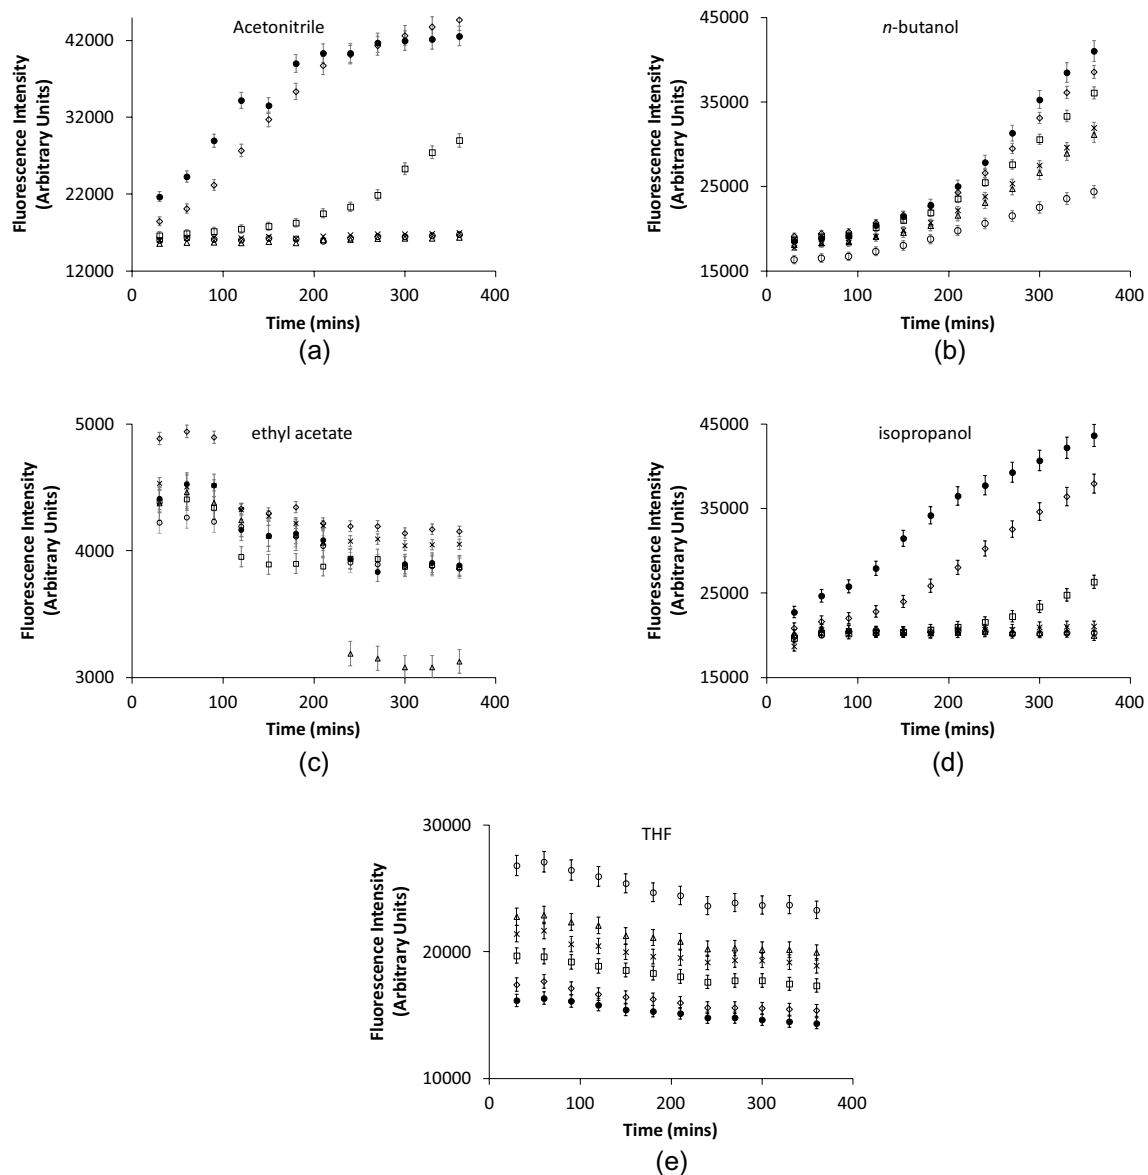 Acetonitrile
Fluorescence Intensity
(Arbitrary Units)
42000
32000
22000
12000
0 100 200 300 400
Time (mins)
(a)
n-butanol
Fluorescence Intensity
(Arbitrary Units)
45000
35000
25000
15000
0 100 200 300 400
Time (mins)
(b)
ethyl acetate
Fluorescence Intensity
(Arbitrary Units)
5000
4000
3000
0 100 200 300 400
Time (mins)
(c)
isopropanol
Fluorescence Intensity
(Arbitrary Units)
45000
35000
25000
15000
0 100 200 300 400
Time (mins)
(d)
THF
Fluorescence Intensity
(Arbitrary Units)
30000
20000
10000
0 100 200 300 400
Time (mins)
(e)